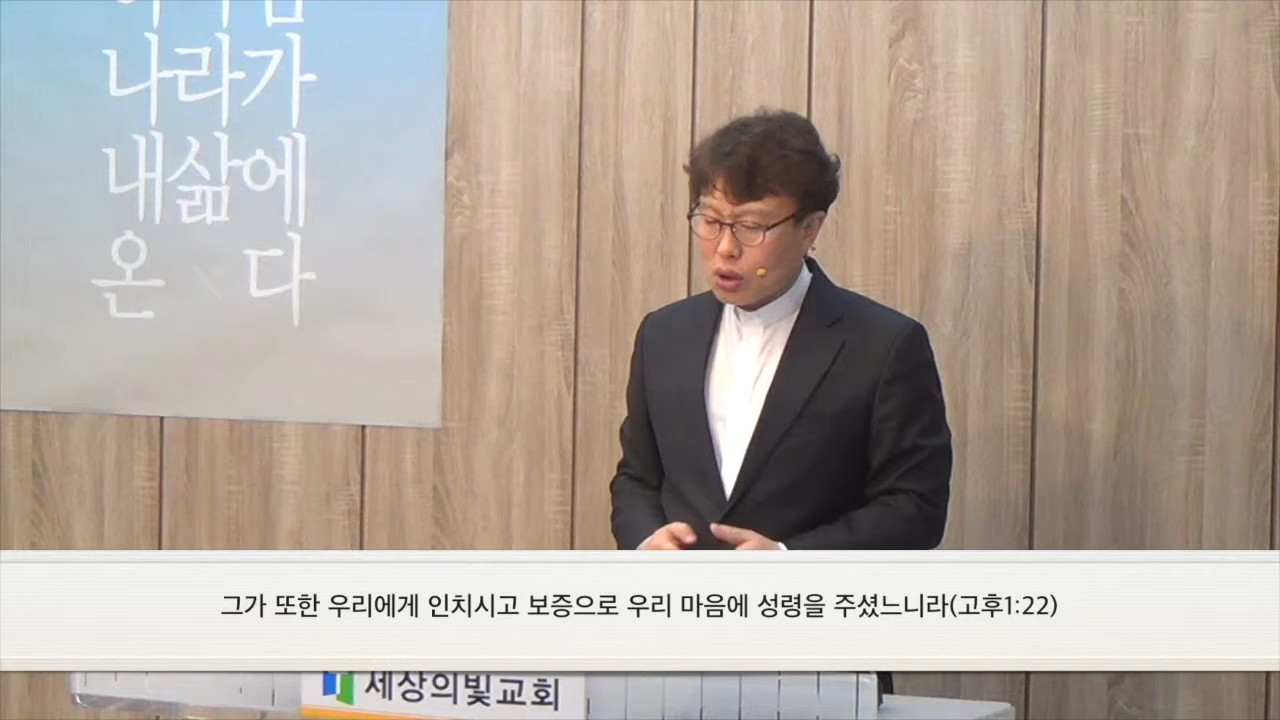 나라가
내삶에
온 다
그가 또한 우리에게 인치시고 보증으로 우리 마음에 성령을 주셨느니라(고후1:22)
세상의빛교회